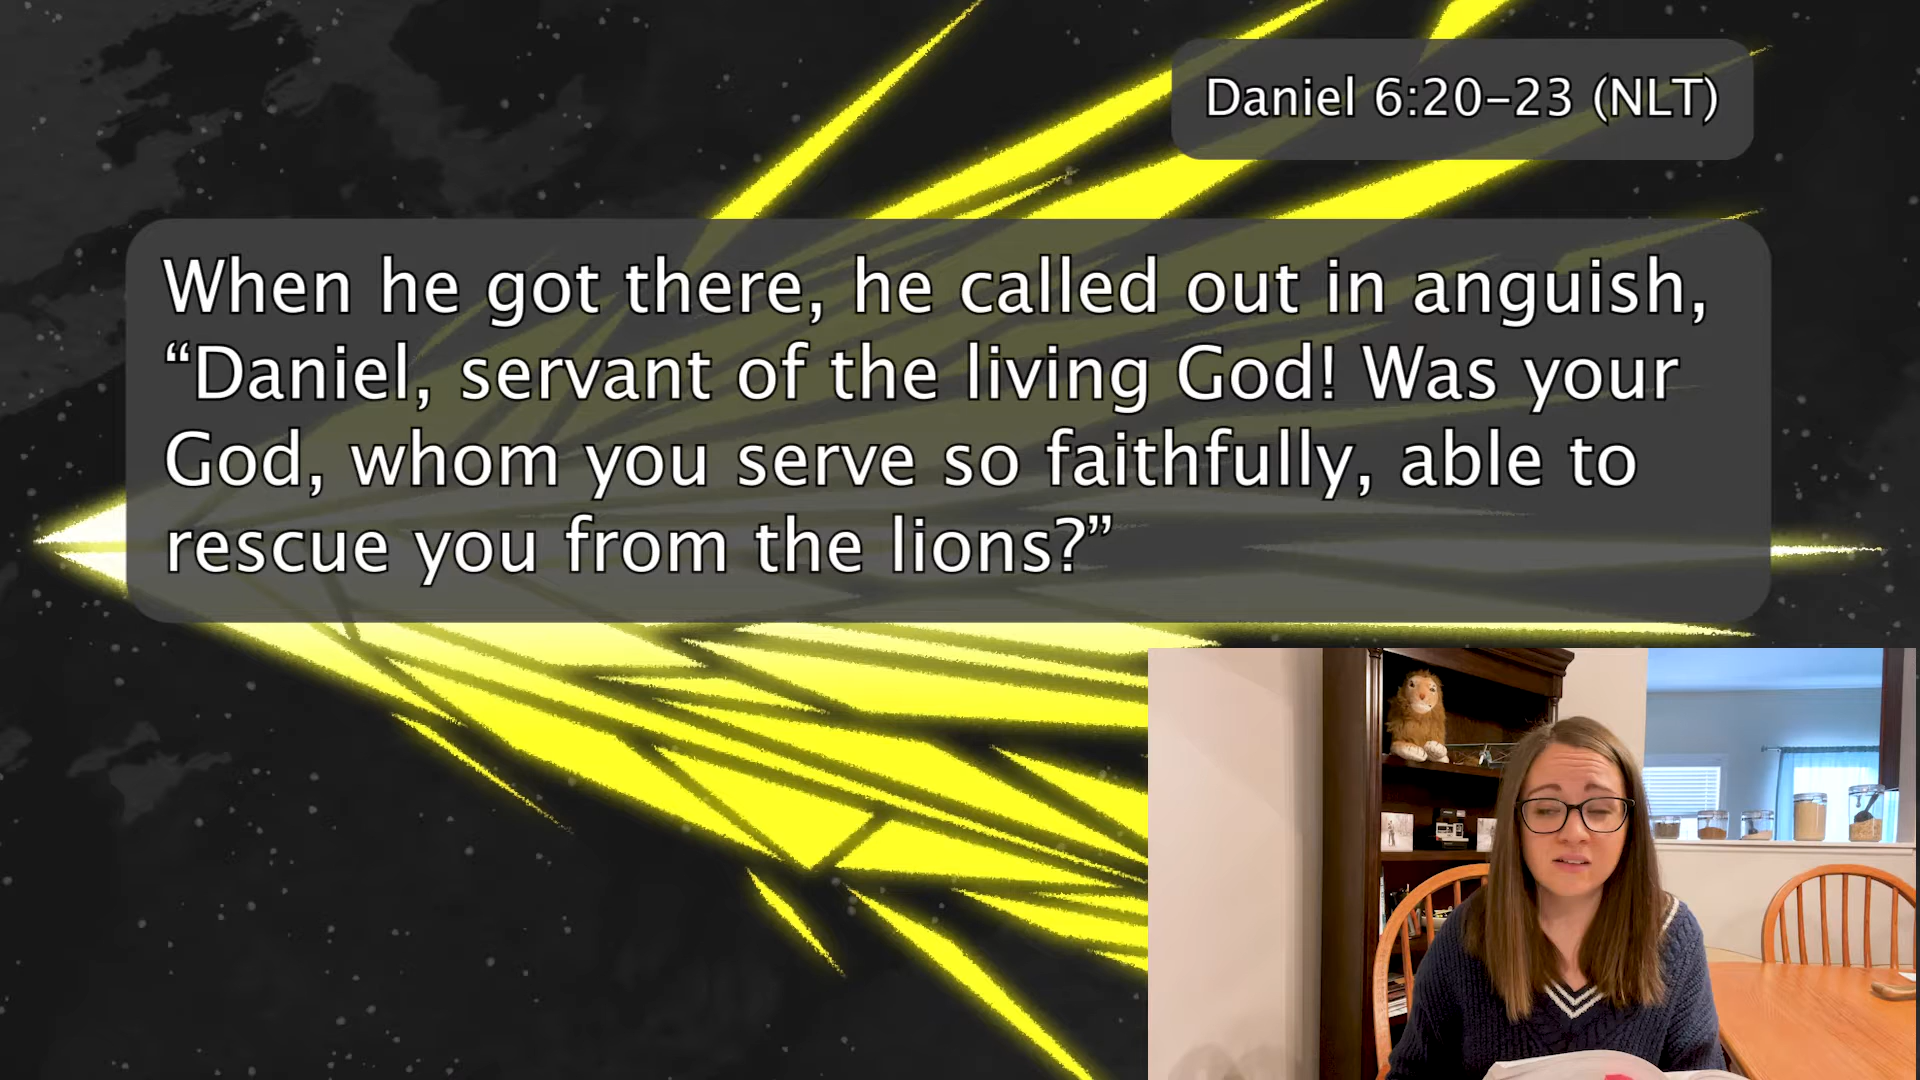 Daniel 6:20–23 (NLT)
When he got there, he called out in anguish,
“Daniel, servant of the living God! Was your
God, whom you serve so faithfully, able to
rescue you from the lions?”